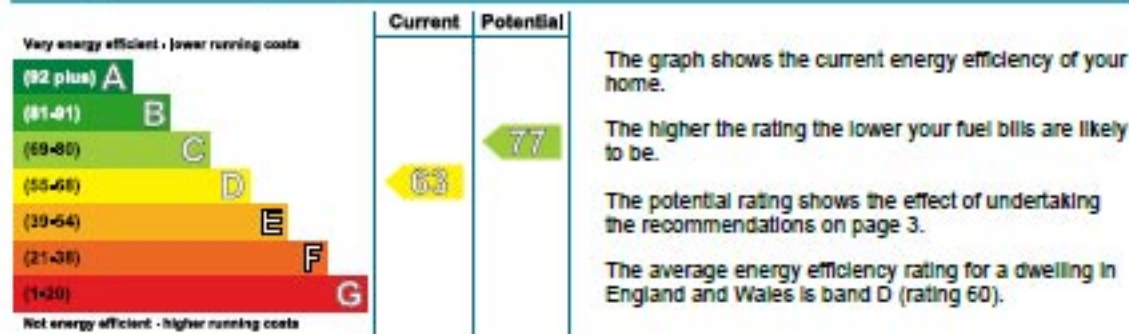 Current Potential
Very energy efficient - lower running costs
(92 plus) A
(81-91) B
(69-80) C
(55-68) D
(39-54) E
(21-38) F
(1-20) G
Not energy efficient - higher running costs
63
77
The graph shows the current energy efficiency of your
home.
The higher the rating the lower your fuel bills are likely
to be.
The potential rating shows the effect of undertaking
the recommendations on page 3.
The average energy efficiency rating for a dwelling in
England and Wales is band D (rating 60).